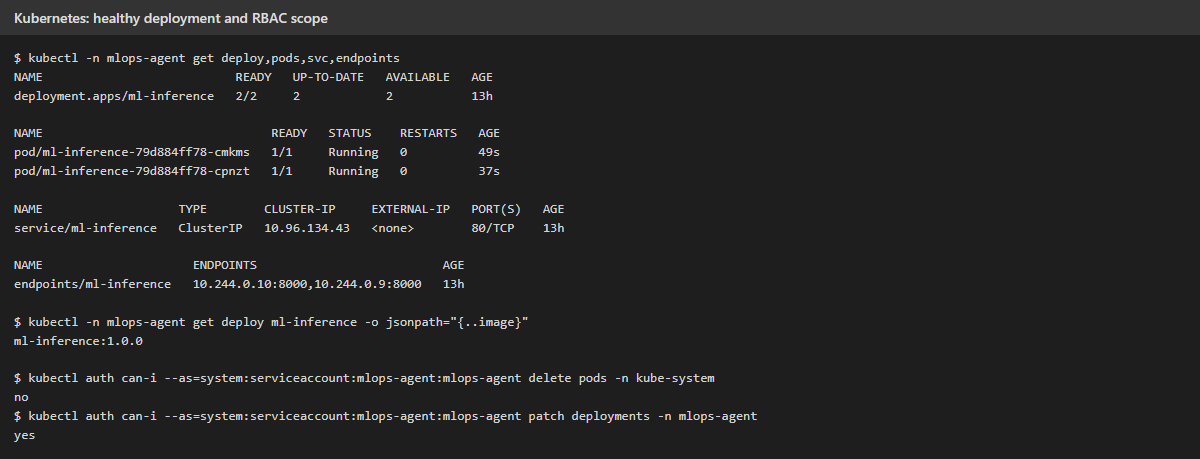 Kubernetes: healthy deployment and RBAC scope
$ kubectl -n mlops-agent get deploy,pods,svc,endpoints
NAME                           READY   UP-TO-DATE   AVAILABLE   AGE
deployment.apps/ml-inference   2/2     2            2           13h
NAME                                READY   STATUS    RESTARTS   AGE
pod/ml-inference-79d884ff78-cmkms   1/1     Running   0          49s
pod/ml-inference-79d884ff78-cpnzt   1/1     Running   0          37s
NAME                   TYPE        CLUSTER-IP     EXTERNAL-IP   PORT(S)   AGE
service/ml-inference   ClusterIP   10.96.134.43   <none>        80/TCP    13h
NAME                     ENDPOINTS                          AGE
endpoints/ml-inference   10.244.0.10:8000,10.244.0.9:8000   13h
$ kubectl -n mlops-agent get deploy ml-inference -o jsonpath="{..image}"
ml-inference:1.0.0
$ kubectl auth can-i --as=system:serviceaccount:mlops-agent:mlops-agent delete pods -n kube-system
no
$ kubectl auth can-i --as=system:serviceaccount:mlops-agent:mlops-agent patch deployments -n mlops-agent
yes